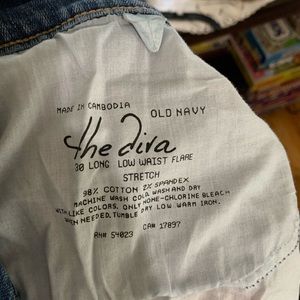 MADE IN CAMBODIA OLD NAVY
the diva
30 LONG LOW WAIST FLARE
STRETCH
98% COTTON 2% SPANDEX
MACHINE WASH COLD, WASH AND DRY
WITH LIKE COLORS. ONLY NONE-CHLORINE BLEACH
WHEN NEEDED. TUMBLE DRY LOW WARM IRON.
RN# 54023 CA# 17897